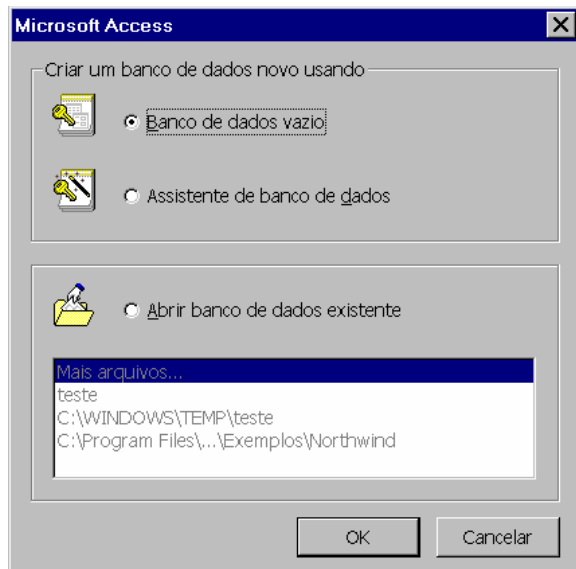 Microsoft Access
Criar um banco de dados novo usando
Banco de dados vazio
Assistente de banco de dados
Abrir banco de dados existente
Mais arquivos...
teste
C:\WINDOWS\TEMP\teste
C:\Program Files\...\Exemplos\Northwind
OK
Cancelar